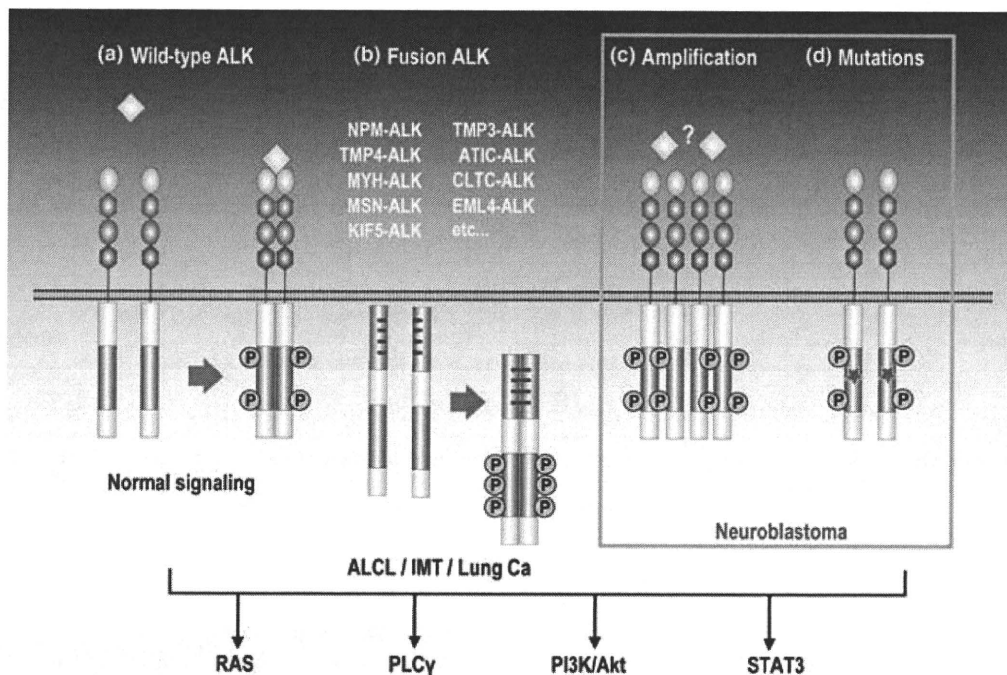 (a) Wild-type ALK
(b) Fusion ALK
(c) Amplification
(d) Mutations
NPM-ALK TMP3-ALK
TMP4-ALK ATIC-ALK
MYH-ALK CLTC-ALK
MSN-ALK EML4-ALK
KIF5-ALK etc...
?
P P
P P
P P
P P
P P
P P P P
P P P P
P P
P P
Normal signaling
Neuroblastoma
ALCL / IMT / Lung Ca
RAS PLCγ PI3K/Akt STAT3